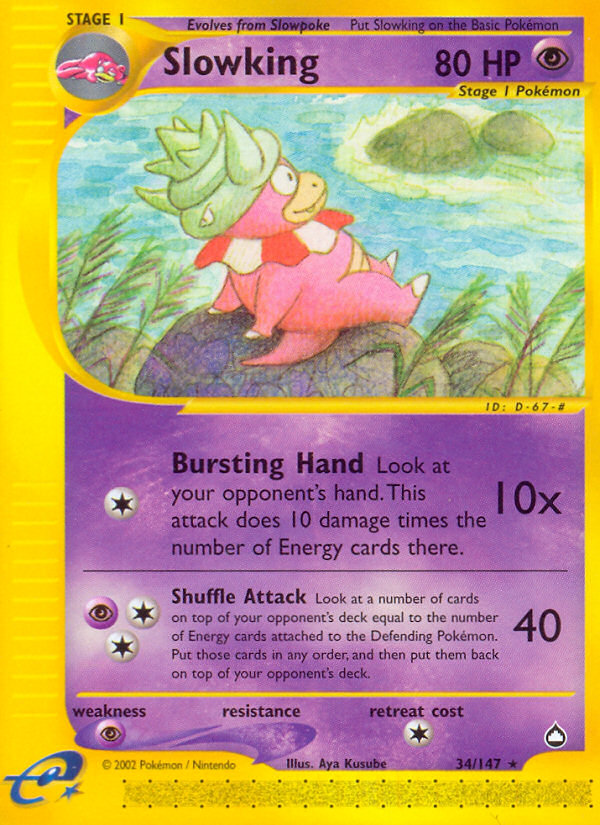 STAGE 1
Evolves from Slowpoke Put Slowking on the Basic Pokémon
Slowking 80 HP
Stage 1 Pokémon
ID: D-67-#
Bursting Hand Look at
your opponent's hand. This
attack does 10 damage times the
number of Energy cards there.
10x
Shuffle Attack Look at a number of cards
on top of your opponent's deck equal to the number
of Energy cards attached to the Defending Pokémon.
Put those cards in any order, and then put them back
on top of your opponent's deck.
40
weakness resistance retreat cost
© 2002 Pokémon / Nintendo Illus. Aya Kusube 34/147 ★
e